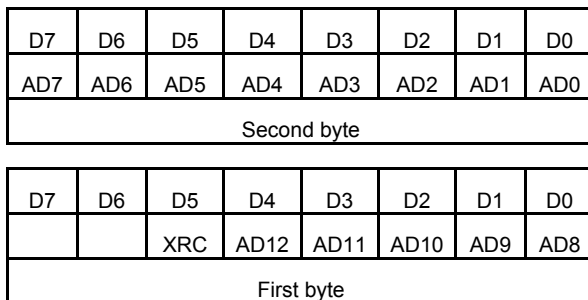 D7 D6 D5 D4 D3 D2 D1 D0
AD7 AD6 AD5 AD4 AD3 AD2 AD1 AD0
Second byte
D7 D6 D5 D4 D3 D2 D1 D0
XRC AD12 AD11 AD10 AD9 AD8
First byte